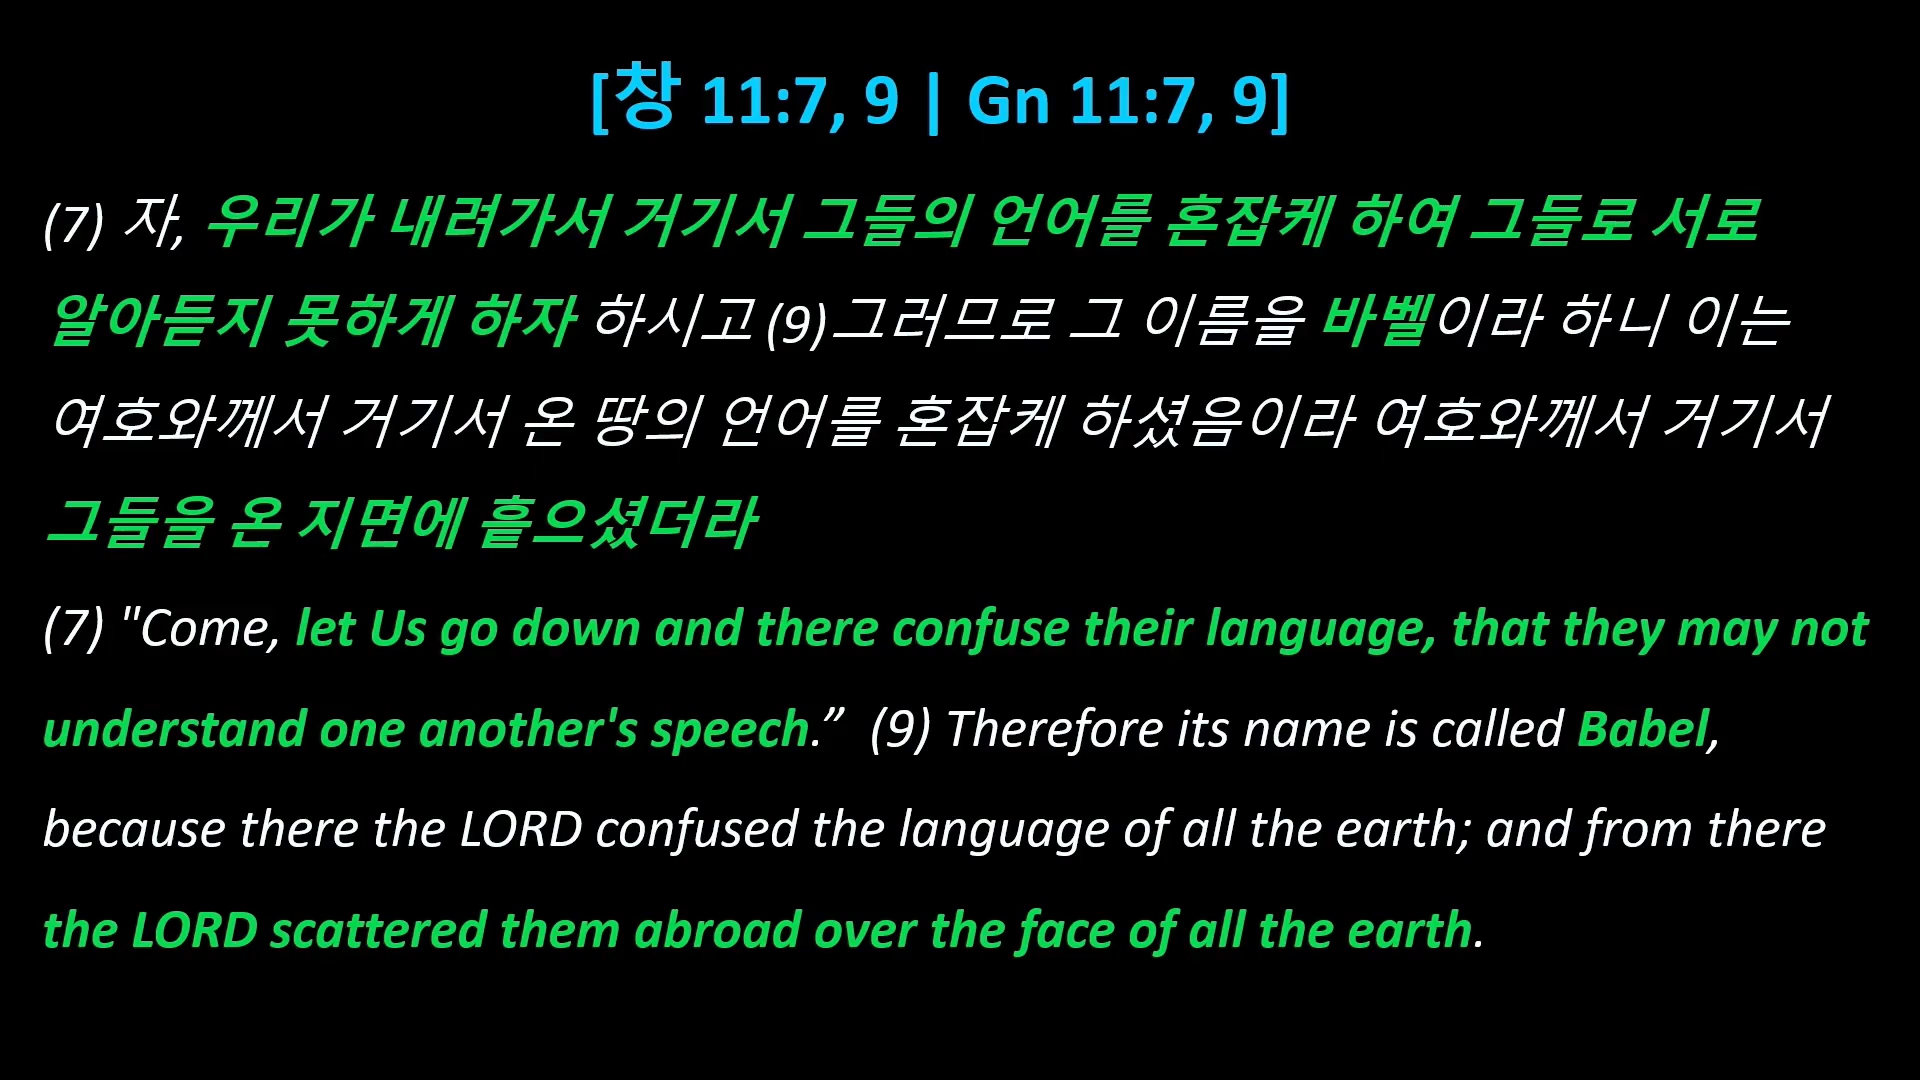 [창 11:7, 9 | Gn 11:7, 9]
(7) 자, 우리가 내려가서 거기서 그들의 언어를 혼잡케 하여 그들로 서로
알아듣지 못하게 하자 하시고 (9)그러므로 그 이름을 바벨이라 하니 이는
여호와께서 거기서 온 땅의 언어를 혼잡케 하셨음이라 여호와께서 거기서
그들을 온 지면에 흩으셨더라
(7) "Come, let Us go down and there confuse their language, that they may not
understand one another's speech.” (9) Therefore its name is called Babel,
because there the LORD confused the language of all the earth; and from there
the LORD scattered them abroad over the face of all the earth.